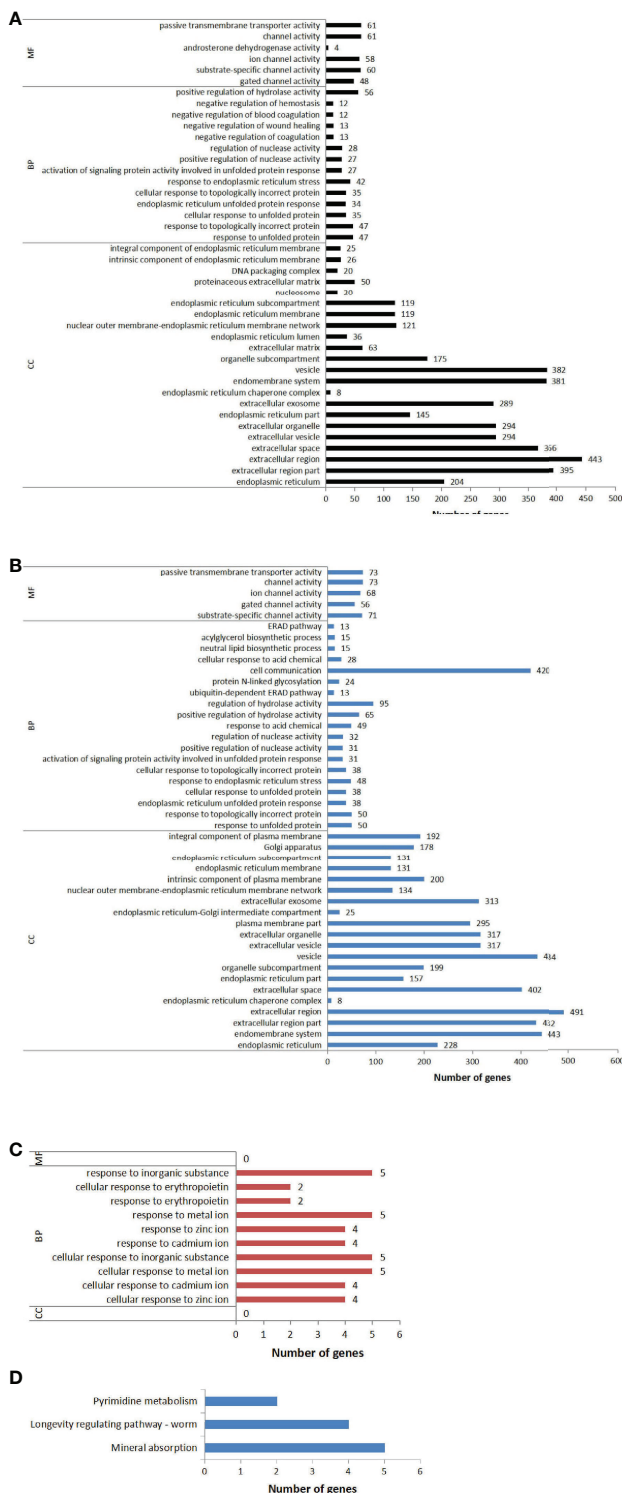 A
MF
passive transmembrane transporter activity 61
channel activity 61
androsterone dehydrogenase activity 4
ion channel activity 58
substrate-specific channel activity 60
gated channel activity 48
BP
positive regulation of hydrolase activity 56
negative regulation of hemostasis 12
negative regulation of blood coagulation 12
negative regulation of wound healing 13
negative regulation of coagulation 13
regulation of nuclease activity 28
positive regulation of nuclease activity 27
activation of signaling protein activity involved in unfolded protein response 27
response to endoplasmic reticulum stress 42
cellular response to topologically incorrect protein 35
endoplasmic reticulum unfolded protein response 34
cellular response to unfolded protein 35
response to topologically incorrect protein 47
response to unfolded protein 47
CC
integral component of endoplasmic reticulum membrane 25
intrinsic component of endoplasmic reticulum membrane 26
DNA packaging complex 20
proteinaceous extracellular matrix 50
nucleosome 20
endoplasmic reticulum subcompartment 119
endoplasmic reticulum membrane 119
nuclear outer membrane-endoplasmic reticulum membrane network 121
endoplasmic reticulum lumen 36
extracellular matrix 63
organelle subcompartment 175
vesicle 382
endomembrane system 381
endoplasmic reticulum chaperone complex 8
extracellular exosome 289
endoplasmic reticulum part 145
extracellular organelle 294
extracellular vesicle 294
extracellular space 366
extracellular region 443
extracellular region part 395
endoplasmic reticulum 204
0 50 100 150 200 250 300 350 400 450 500
Number of genes
B
MF
passive transmembrane transporter activity 73
channel activity 73
ion channel activity 68
gated channel activity 56
substrate-specific channel activity 71
BP
ERAD pathway 13
acylglycerol biosynthetic process 15
neutral lipid biosynthetic process 15
cellular response to acid chemical 28
cell communication 420
protein N-linked glycosylation 24
ubiquitin-dependent ERAD pathway 13
regulation of hydrolase activity 95
positive regulation of hydrolase activity 65
response to acid chemical 49
regulation of nuclease activity 32
positive regulation of nuclease activity 31
activation of signaling protein activity involved in unfolded protein response 31
cellular response to topologically incorrect protein 38
response to endoplasmic reticulum stress 48
cellular response to unfolded protein 38
endoplasmic reticulum unfolded protein response 38
response to topologically incorrect protein 50
response to unfolded protein 50
CC
integral component of plasma membrane 192
Golgi apparatus 178
endoplasmic reticulum subcompartment 131
endoplasmic reticulum membrane 131
intrinsic component of plasma membrane 200
nuclear outer membrane-endoplasmic reticulum membrane network 134
extracellular exosome 313
endoplasmic reticulum-Golgi intermediate compartment 25
plasma membrane part 295
extracellular organelle 317
extracellular vesicle 317
vesicle 434
organelle subcompartment 199
endoplasmic reticulum part 157
extracellular space 402
endoplasmic reticulum chaperone complex 8
extracellular region 491
extracellular region part 432
endomembrane system 443
endoplasmic reticulum 228
0 100 200 300 400 500 600
Number of genes
C
MF 0
BP
response to inorganic substance 5
cellular response to erythropoietin 2
response to erythropoietin 2
response to metal ion 5
response to zinc ion 4
response to cadmium ion 4
cellular response to inorganic substance 5
cellular response to metal ion 5
cellular response to cadmium ion 4
cellular response to zinc ion 4
CC 0
0 1 2 3 4 5 6
Number of genes
D
Pyrimidine metabolism
Longevity regulating pathway - worm
Mineral absorption
0 1 2 3 4 5 6
Number of genes